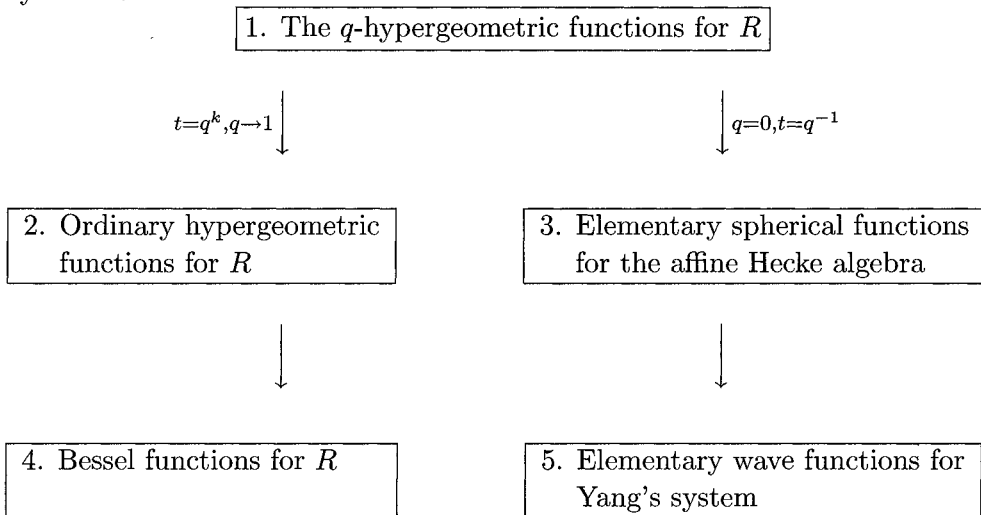 1. The q-hypergeometric functions for R
t=q^k, q→1
q=0, t=q^{-1}
2. Ordinary hypergeometric
functions for R
3. Elementary spherical functions
for the affine Hecke algebra
4. Bessel functions for R
5. Elementary wave functions for
Yang's system